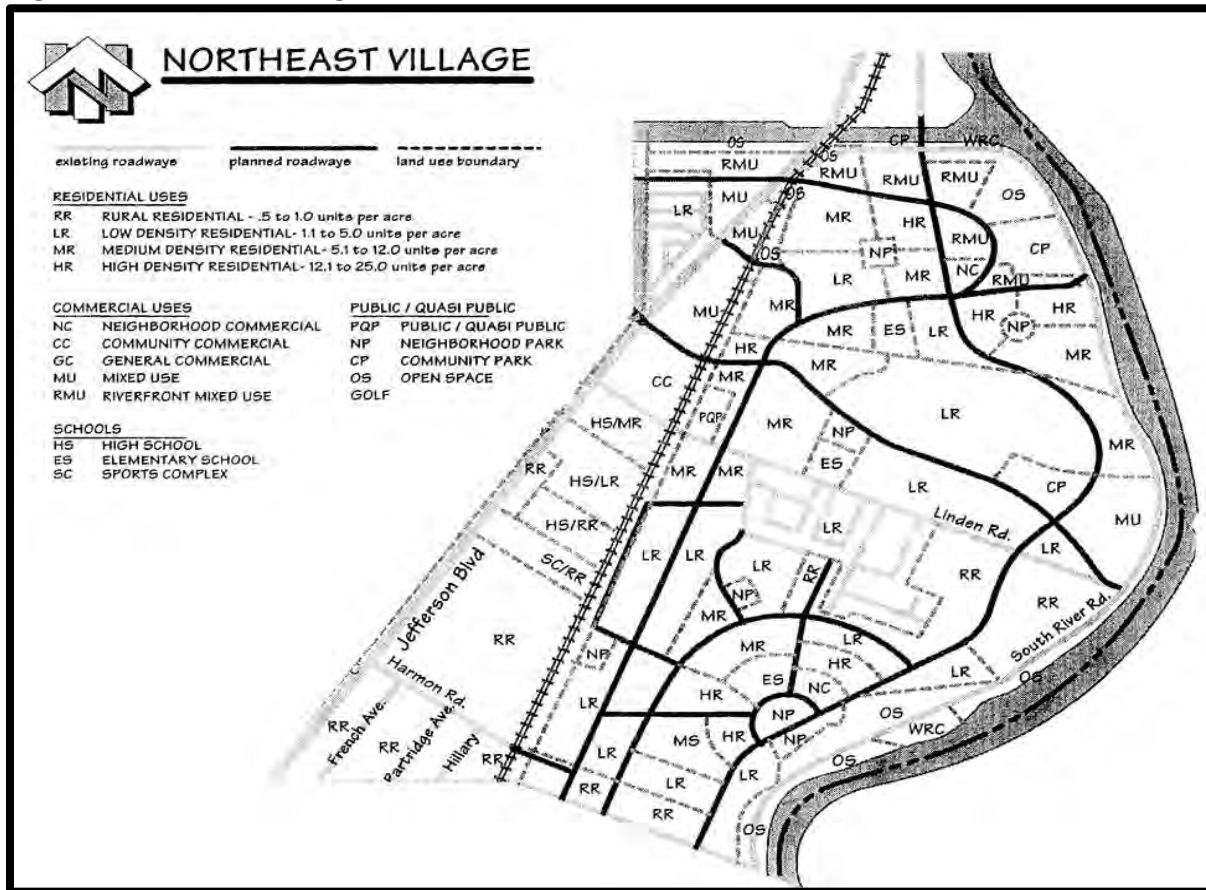 NORTHEAST VILLAGE
existing roadways planned roadways land use boundary
RESIDENTIAL USES
RR RURAL RESIDENTIAL - .5 to 1.0 units per acre
LR LOW DENSITY RESIDENTIAL- 1.1 to 5.0 units per acre
MR MEDIUM DENSITY RESIDENTIAL- 5.1 to 12.0 units per acre
HR HIGH DENSITY RESIDENTIAL- 12.1 to 25.0 units per acre
COMMERCIAL USES
NC NEIGHBORHOOD COMMERCIAL
CC COMMUNITY COMMERCIAL
GC GENERAL COMMERCIAL
MU MIXED USE
RMU RIVERFRONT MIXED USE
PUBLIC / QUASI PUBLIC
PQP PUBLIC / QUASI PUBLIC
NP NEIGHBORHOOD PARK
CP COMMUNITY PARK
OS OPEN SPACE
GOLF
SCHOOLS
HS HIGH SCHOOL
ES ELEMENTARY SCHOOL
SC SPORTS COMPLEX
OS CP WRC
RMU OS RMU RMU RMU OS
LR MU OS MR HR
MU RMU CP
OS NP
LR MR NC RMU
MU MR MR ES LR HR NP
HR MR
CC MR MR LR
HS/MR PQP MR NP MR
RR HS/LR MR MR ES LR CP
HS/RR Linden Rd. MU
LR LR LR LR LR
SC/RR RR RR
Jefferson Blvd NP RR
RR MR South River Rd.
NP MR LR
HR LR
Harmon Rd. ES
LR HR NC OS
RR NP OS
French Ave. RR MS HR NP WRC
Partridge Ave. LR OS
Hillary RR LR LR
RR RR OS